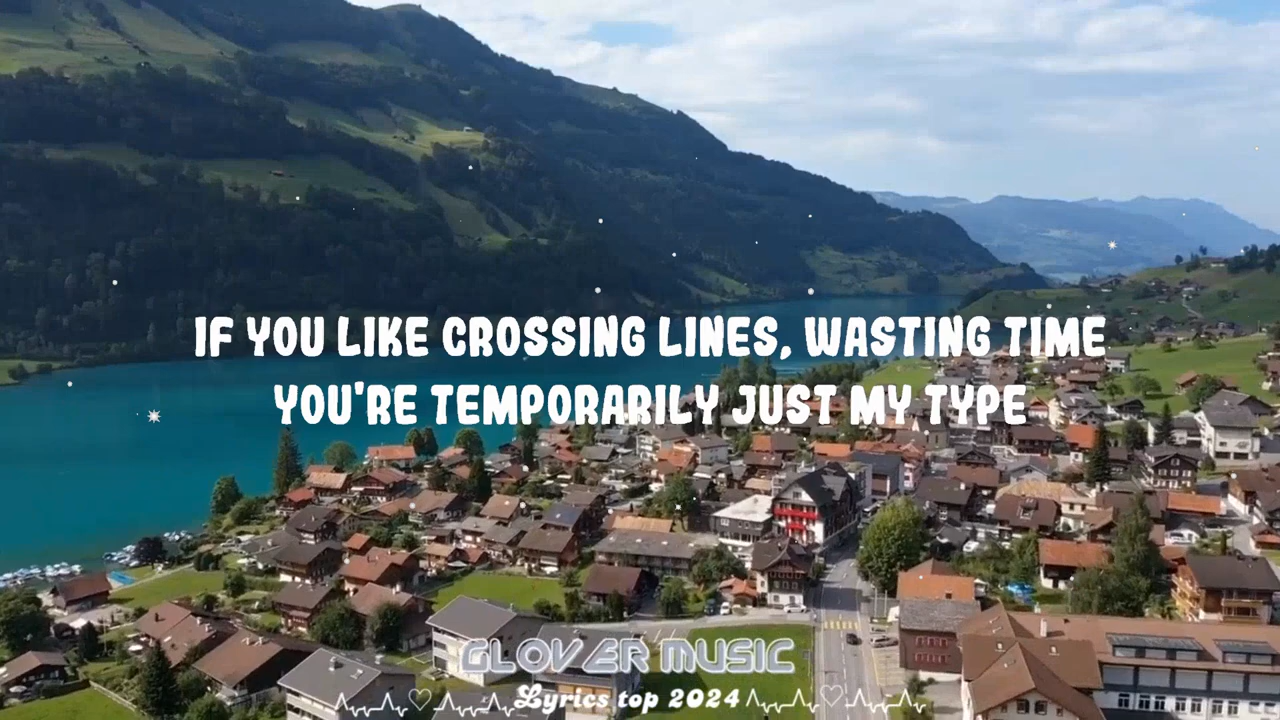 IF YOU LIKE CROSSING LINES, WASTING TIME
YOU'RE TEMPORARILY JUST MY TYPE
GLOVER MUSIC
Lyrics top 2024